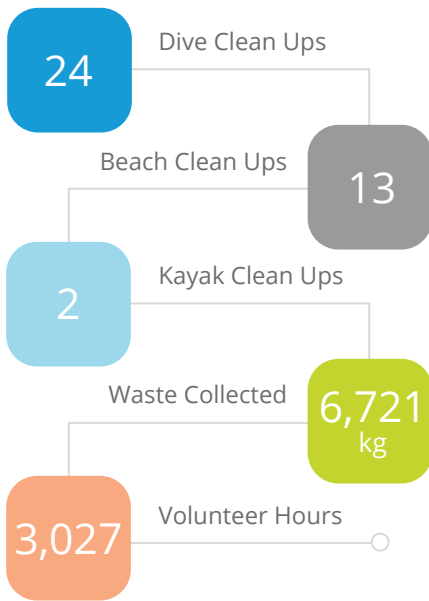 24
Dive Clean Ups
Beach Clean Ups
13
2
Kayak Clean Ups
Waste Collected
6,721
kg
3,027
Volunteer Hours